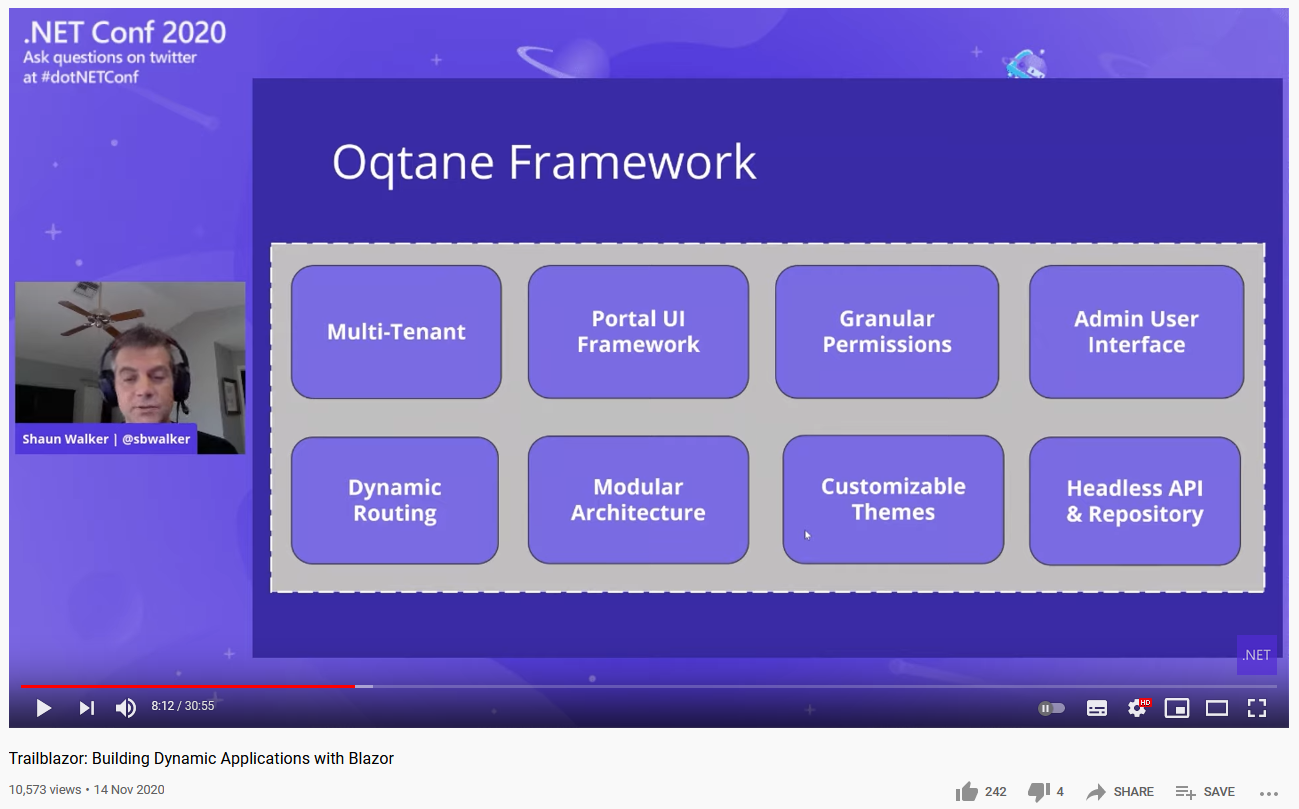 .NET Conf 2020
Ask questions on twitter
at #dotNETConf
Oqtane Framework
Multi-Tenant
Portal UI
Framework
Granular
Permissions
Admin User
Interface
Shaun Walker | @sbwalker
Dynamic
Routing
Modular
Architecture
Customizable
Themes
Headless API
& Repository
.NET
8:12 / 30:55
HD
Trailblazor: Building Dynamic Applications with Blazor
10,573 views • 14 Nov 2020
242
4
SHARE
SAVE